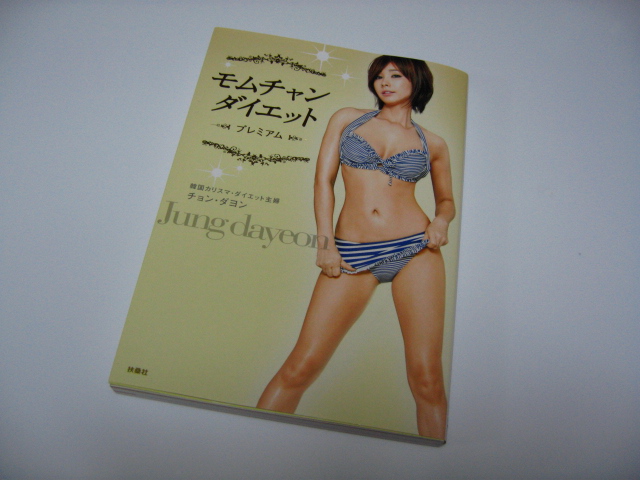 モムチャン
ダイエット
プレミアム
韓国カリスマ・ダイエット主婦
チョン・ダヨン
Jung dayeon
扶桑社